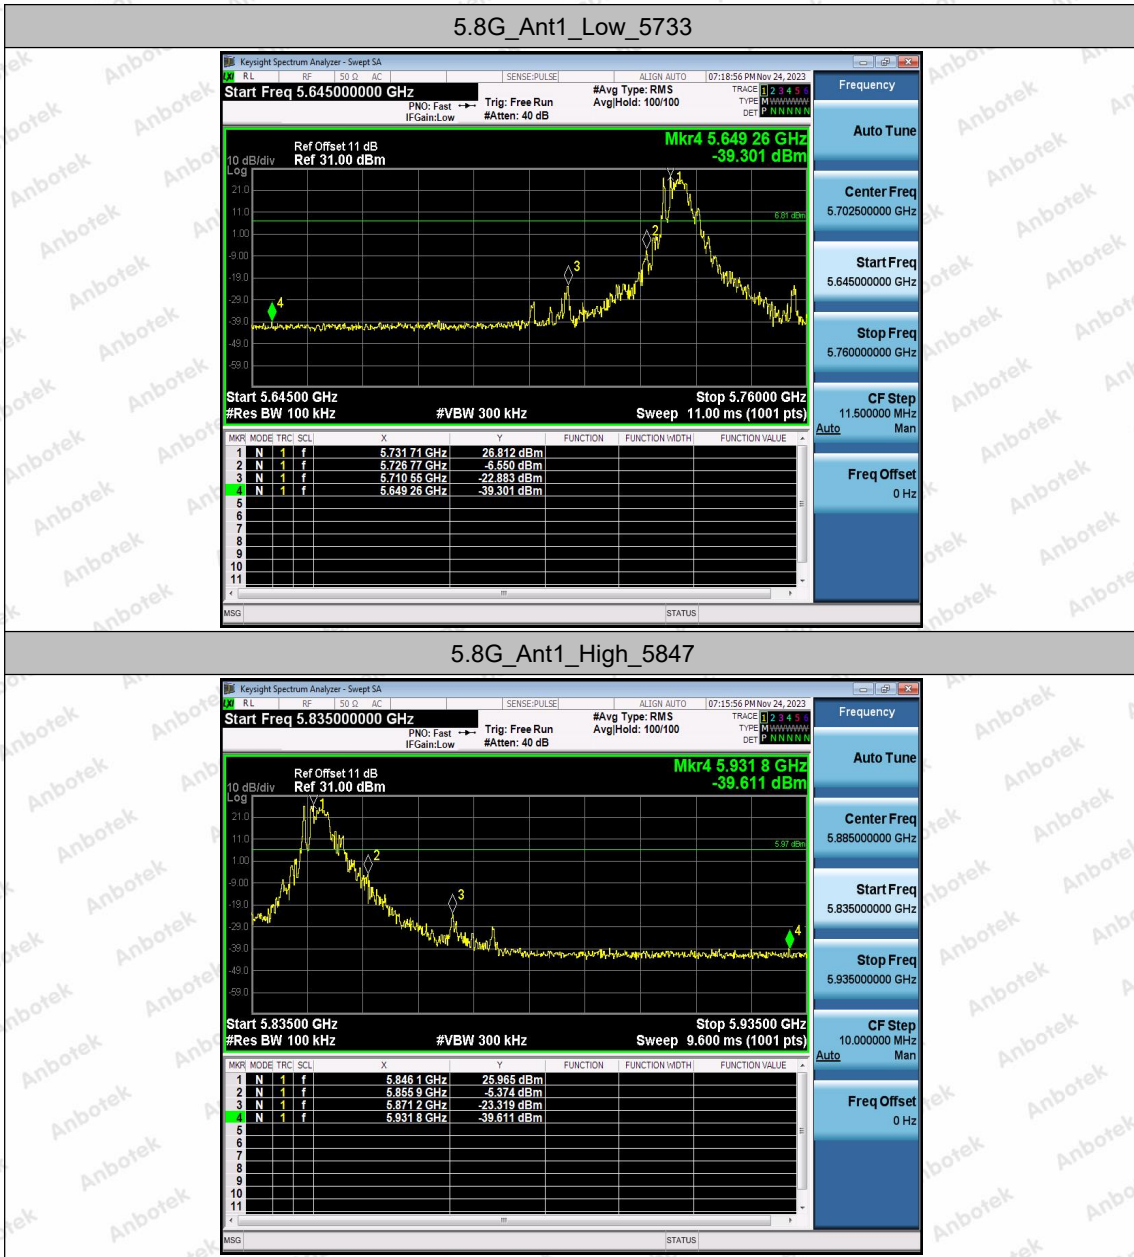 5.8G_Ant1_Low_5733
Keysight Spectrum Analyzer - Swept SA
LXI RL RF 50 Ω AC SENSE:PULSE ALIGN AUTO 07:18:56 PM Nov 24, 2023
Start Freq 5.645000000 GHz
PNO: Fast
IFGain:Low
Trig: Free Run
#Atten: 40 dB
#Avg Type: RMS
Avg|Hold: 100/100
TRACE 1 2 3 4 5 6
TYPE M WWWWW
DET P N N N N N
Frequency
Auto Tune
Center Freq
5.702500000 GHz
Start Freq
5.645000000 GHz
Stop Freq
5.760000000 GHz
CF Step
11.500000 MHz
Auto Man
Freq Offset
0 Hz
Mkr4 5.649 26 GHz
-39.301 dBm
Ref Offset 11 dB
10 dB/div Ref 31.00 dBm
Log
21.0
11.0
1.00
-9.00
-19.0
-29.0
-39.0
-49.0
-59.0
6.81 dBm
1
2
3
4
Start 5.64500 GHz Stop 5.76000 GHz
#Res BW 100 kHz #VBW 300 kHz Sweep 11.00 ms (1001 pts)
MKR MODE TRC SCL X Y FUNCTION FUNCTION WIDTH FUNCTION VALUE
1 N 1 f 5.731 71 GHz 26.812 dBm
2 N 1 f 5.726 77 GHz -6.550 dBm
3 N 1 f 5.710 55 GHz -22.883 dBm
4 N 1 f 5.649 26 GHz -39.301 dBm
5
6
7
8
9
10
11
MSG STATUS
5.8G_Ant1_High_5847
Keysight Spectrum Analyzer - Swept SA
LXI RL RF 50 Ω AC SENSE:PULSE ALIGN AUTO 07:15:56 PM Nov 24, 2023
Start Freq 5.835000000 GHz
PNO: Fast
IFGain:Low
Trig: Free Run
#Atten: 40 dB
#Avg Type: RMS
Avg|Hold: 100/100
TRACE 1 2 3 4 5 6
TYPE M WWWWW
DET P N N N N N
Frequency
Auto Tune
Center Freq
5.885000000 GHz
Start Freq
5.835000000 GHz
Stop Freq
5.935000000 GHz
CF Step
10.000000 MHz
Auto Man
Freq Offset
0 Hz
Mkr4 5.931 8 GHz
-39.611 dBm
Ref Offset 11 dB
10 dB/div Ref 31.00 dBm
Log
21.0
11.0
1.00
-9.00
-19.0
-29.0
-39.0
-49.0
-59.0
5.97 dBm
1
2
3
4
Start 5.83500 GHz Stop 5.93500 GHz
#Res BW 100 kHz #VBW 300 kHz Sweep 9.600 ms (1001 pts)
MKR MODE TRC SCL X Y FUNCTION FUNCTION WIDTH FUNCTION VALUE
1 N 1 f 5.846 1 GHz 25.965 dBm
2 N 1 f 5.855 9 GHz -5.374 dBm
3 N 1 f 5.871 2 GHz -23.319 dBm
4 N 1 f 5.931 8 GHz -39.611 dBm
5
6
7
8
9
10
11
MSG STATUS
Anbotek